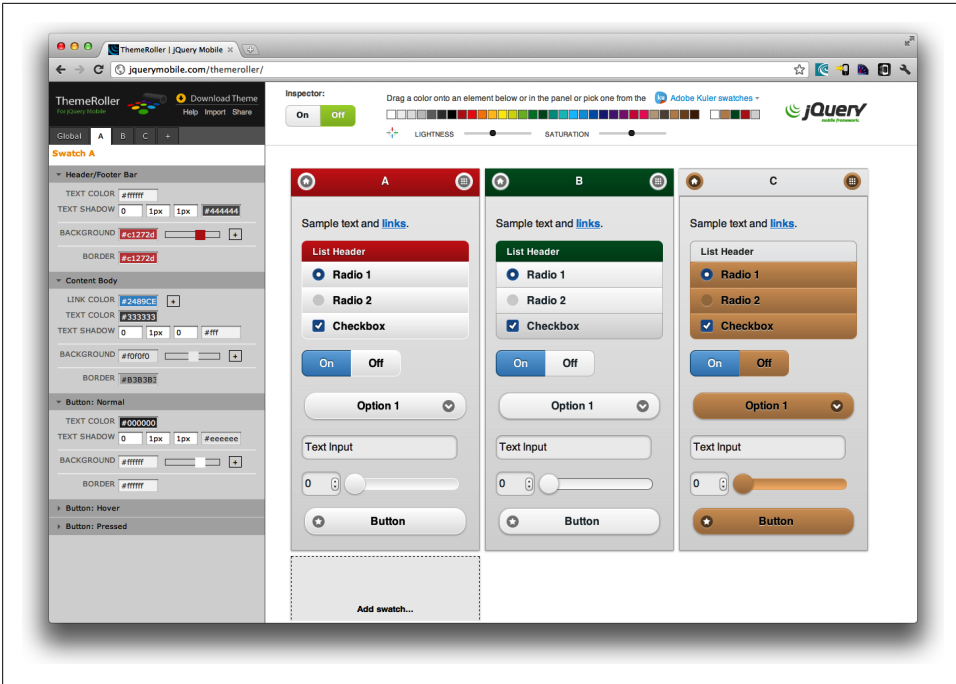 ThemeRoller | jQuery Mobile ×
jquerymobile.com/themeroller/
ThemeRoller
For jQuery Mobile
Download Theme
Help Import Share
Global A B C +
Swatch A
Header/Footer Bar
TEXT COLOR #ffffff
TEXT SHADOW 0 1px 1px #444444
BACKGROUND #c1272d +
BORDER #c1272d
Content Body
LINK COLOR #2489CE +
TEXT COLOR #333333
TEXT SHADOW 0 1px 0 #fff
BACKGROUND #f0f0f0 +
BORDER #B3B3B3
Button: Normal
TEXT COLOR #000000
TEXT SHADOW 0 1px 1px #eeeeee
BACKGROUND #ffffff +
BORDER #ffffff
Button: Hover
Button: Pressed
Inspector:
On Off
Drag a color onto an element below or in the panel or pick one from the ku Adobe Kuler swatches
LIGHTNESS SATURATION
jQuery
mobile framework
A
Sample text and links.
List Header
Radio 1
Radio 2
Checkbox
On Off
Option 1
Text Input
0
Button
B
Sample text and links.
List Header
Radio 1
Radio 2
Checkbox
On Off
Option 1
Text Input
0
Button
C
Sample text and links.
List Header
Radio 1
Radio 2
Checkbox
On Off
Option 1
Text Input
0
Button
Add swatch...